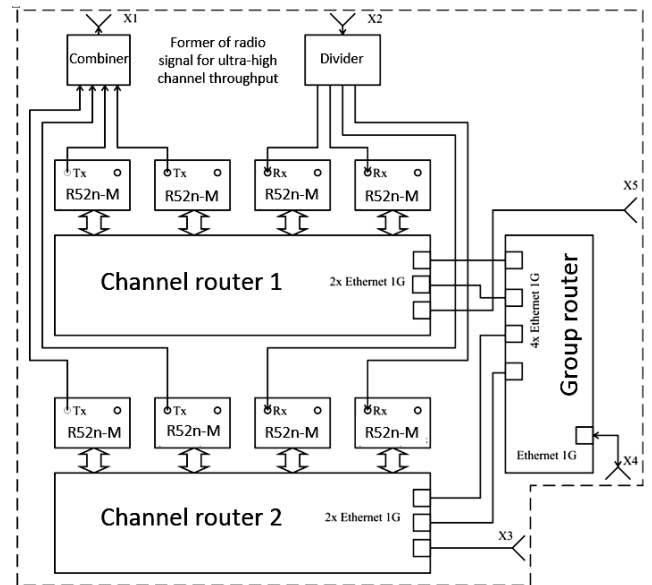 X1
X2
Combiner
Former of radio
signal for ultra-high
channel throughput
Divider
Tx
R52n-M
Tx
R52n-M
Rx
R52n-M
Rx
R52n-M
X5
Channel router 1
2x Ethernet 1G
4x Ethernet 1G
Group router
Ethernet 1G
X4
Tx
R52n-M
Tx
R52n-M
Rx
R52n-M
Rx
R52n-M
Channel router 2
2x Ethernet 1G
X3